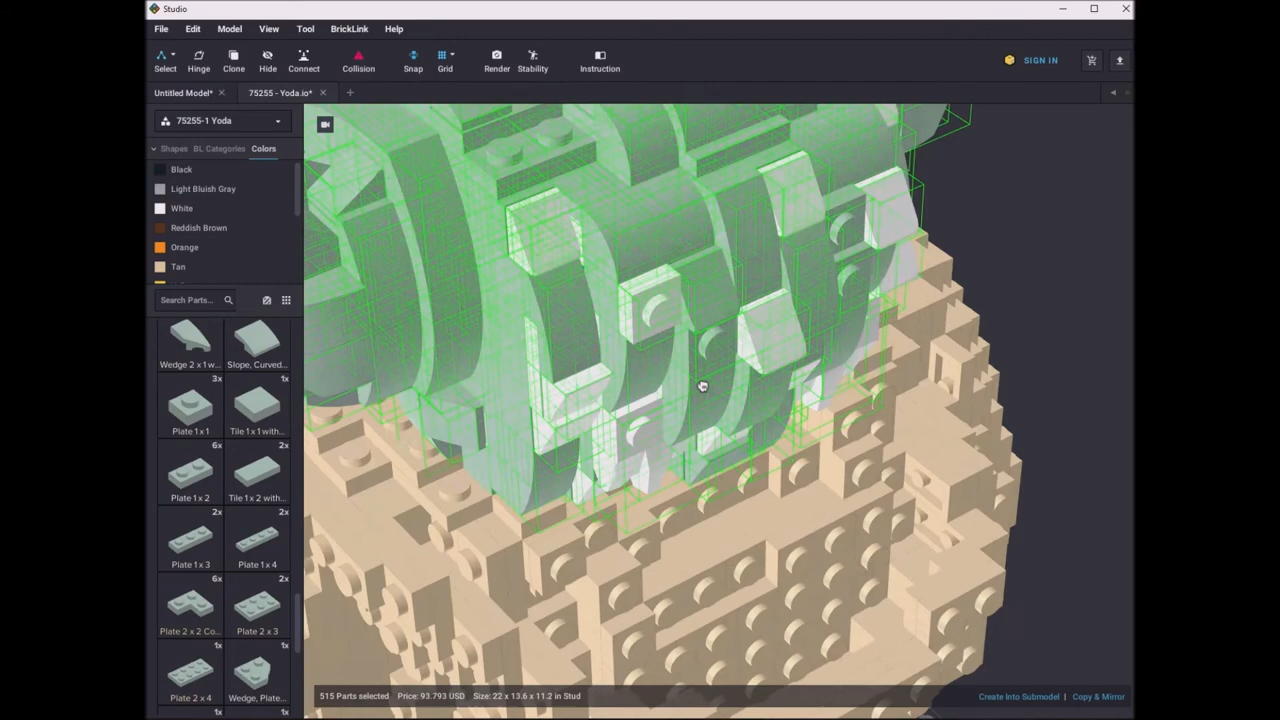 Studio
File Edit Model View Tool BrickLink Help
Select Hinge Clone Hide Connect Collision Snap Grid Render Stability Instruction SIGN IN
Untitled Model* 75255 - Yoda.io*
75255-1 Yoda
Shapes BL Categories Colors
Black
Light Bluish Gray
White
Reddish Brown
Orange
Tan
Search Parts...
Wedge 2 x 1 w... Slope, Curved...
3x 1x
Plate 1 x 1 Tile 1 x 1 with...
6x 2x
Plate 1 x 2 Tile 1 x 2 with...
2x 2x
Plate 1 x 3 Plate 1 x 4
6x 2x
Plate 2 x 2 Co... Plate 2 x 3
1x 1x
Plate 2 x 4 Wedge, Plate...
1x 1x
515 Parts selected Price: 93.793 USD Size: 22 x 13.6 x 11.2 in Stud Create Into Submodel | Copy & Mirror